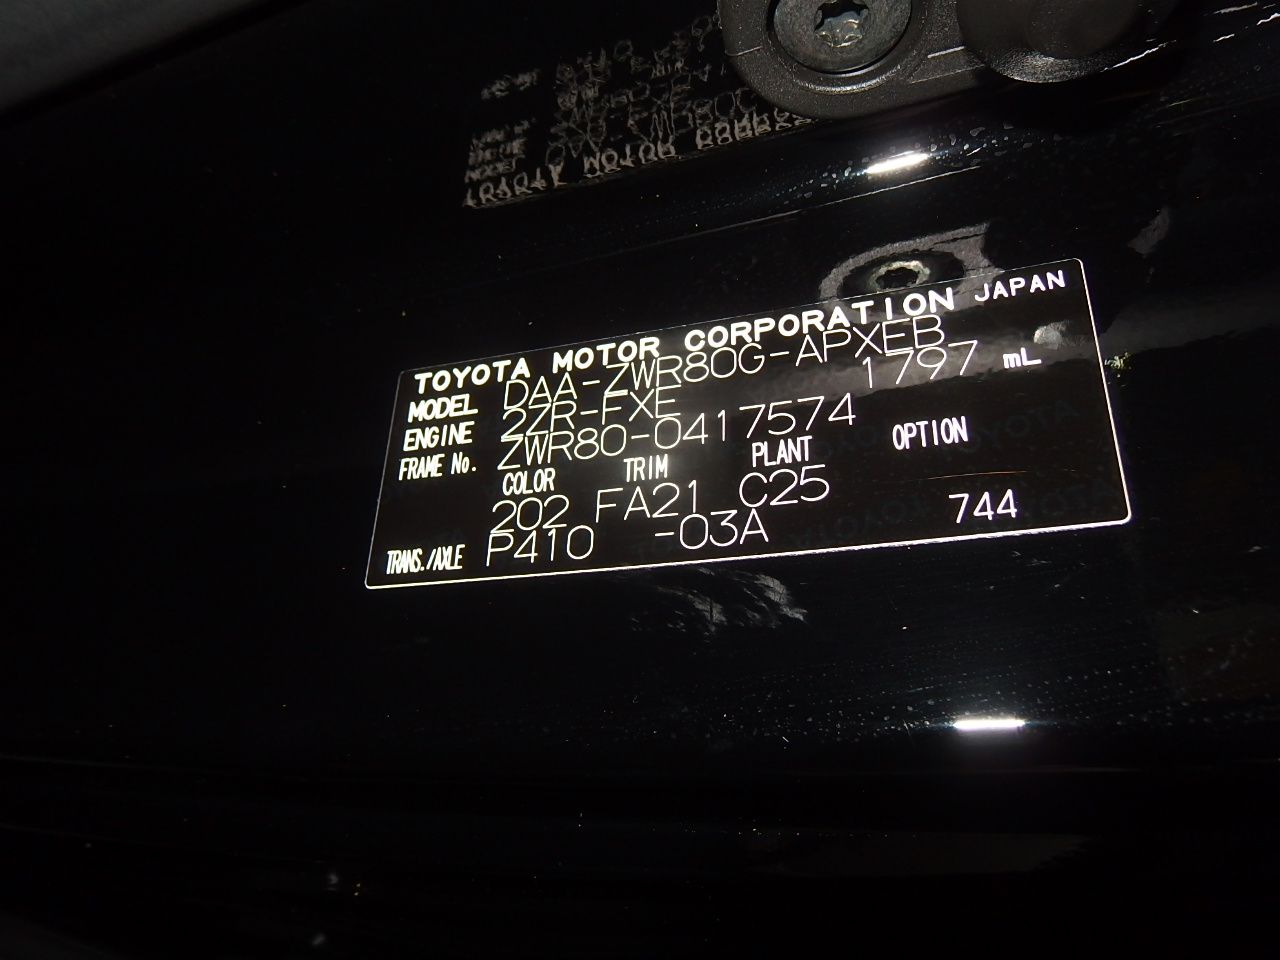 TOYOTA MOTOR CORPORATION JAPAN
MODEL DAA-ZWR80G-APXEB
ENGINE 2ZR-FXE 1797 mL
FRAME No. ZWR80-0417574
COLOR TRIM PLANT OPTION
202 FA21 C25 744
TRANS./AXLE P410 -03A